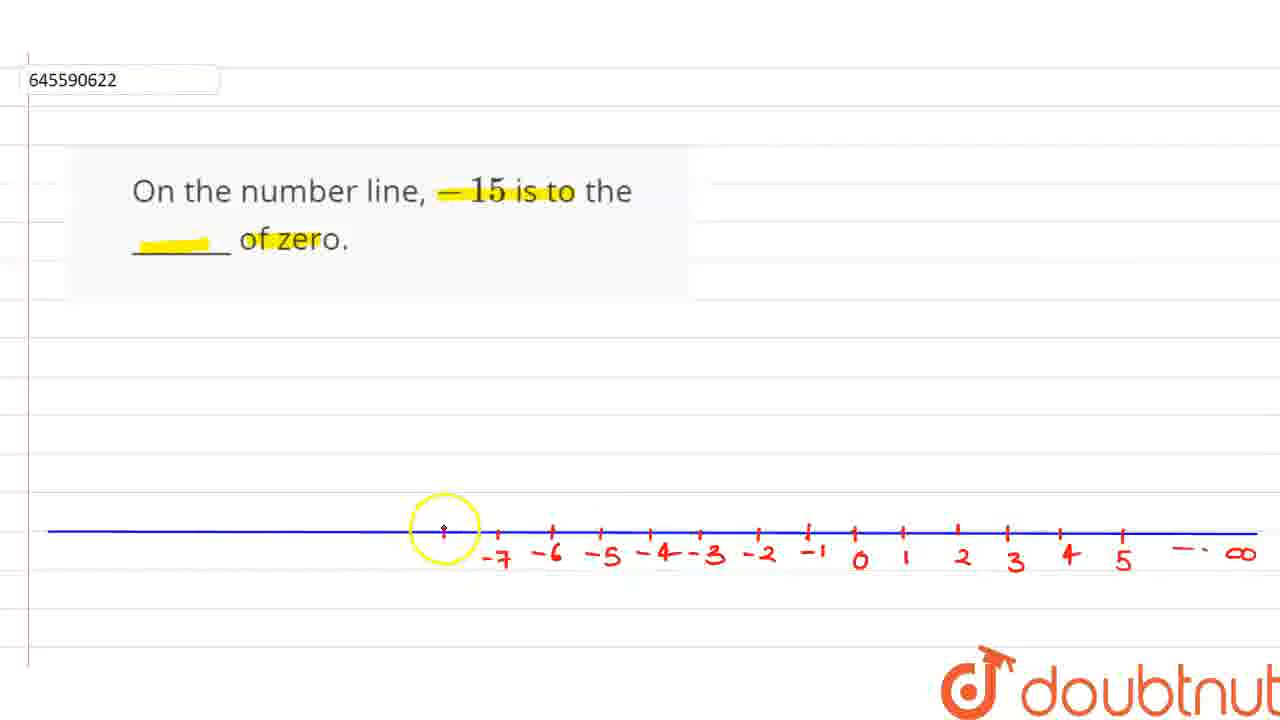 645590622
On the number line, −15 is to the
_______ of zero.
-7 -6 -5 -4 -3 -2 -1 0 1 2 3 4 5 -·· ∞
doubtnut